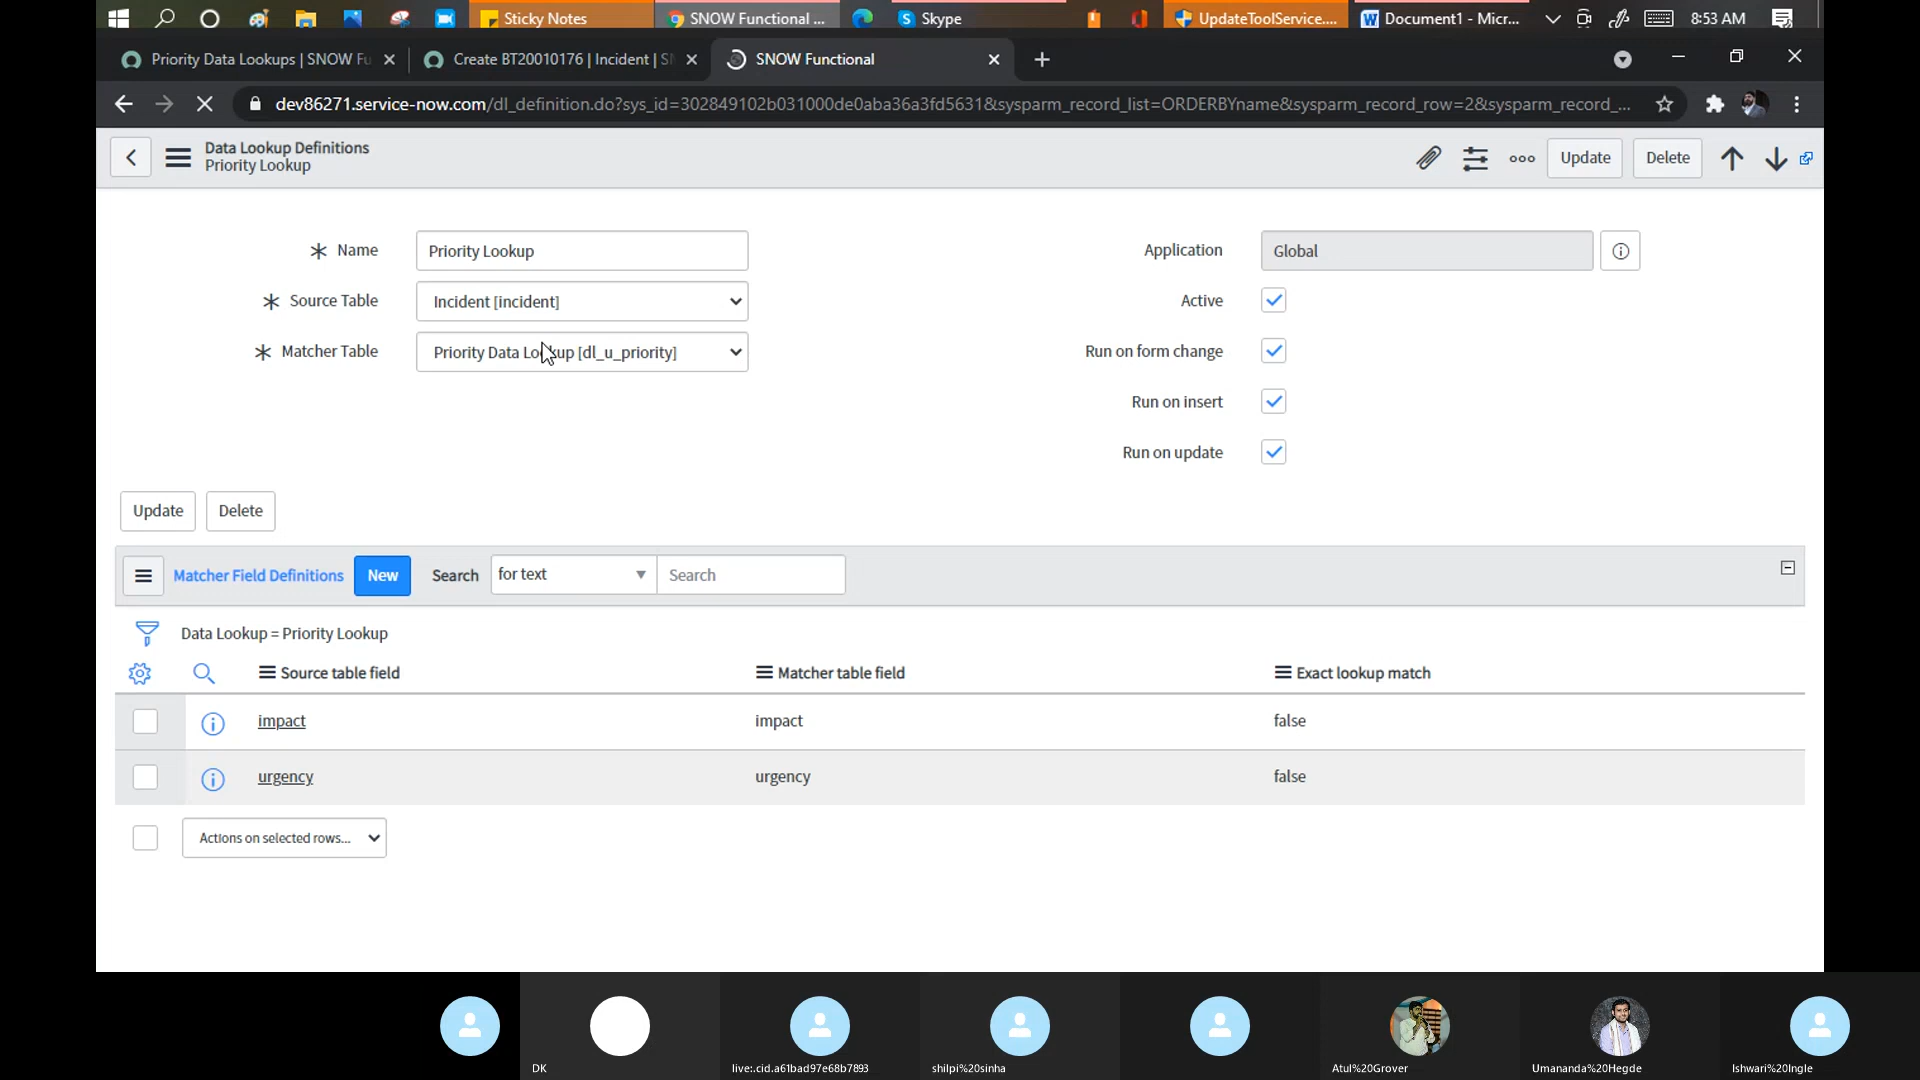 Sticky Notes
SNOW Functional ...
Skype
UpdateToolService....
Document1 - Micr...
8:53 AM
Priority Data Lookups | SNOW Fu
Create BT20010176 | Incident | S
SNOW Functional
dev86271.service-now.com/dl_definition.do?sys_id=302849102b031000de0aba36a3fd5631&sysparm_record_list=ORDERBYname&sysparm_record_row=2&sysparm_record_...
Data Lookup Definitions
Priority Lookup
Update
Delete
Name
Priority Lookup
Application
Global
Source Table
Incident [incident]
Active
Matcher Table
Priority Data Lookup [dl_u_priority]
Run on form change
Run on insert
Run on update
Update
Delete
Matcher Field Definitions
New
Search
for text
Search
Data Lookup = Priority Lookup
Source table field
Matcher table field
Exact lookup match
impact
impact
false
urgency
urgency
false
Actions on selected rows...
DK
live:.cid.a61bad97e68b7893
shilpi%20sinha
Atul%20Grover
Umananda%20Hegde
Ishwari%20Ingle